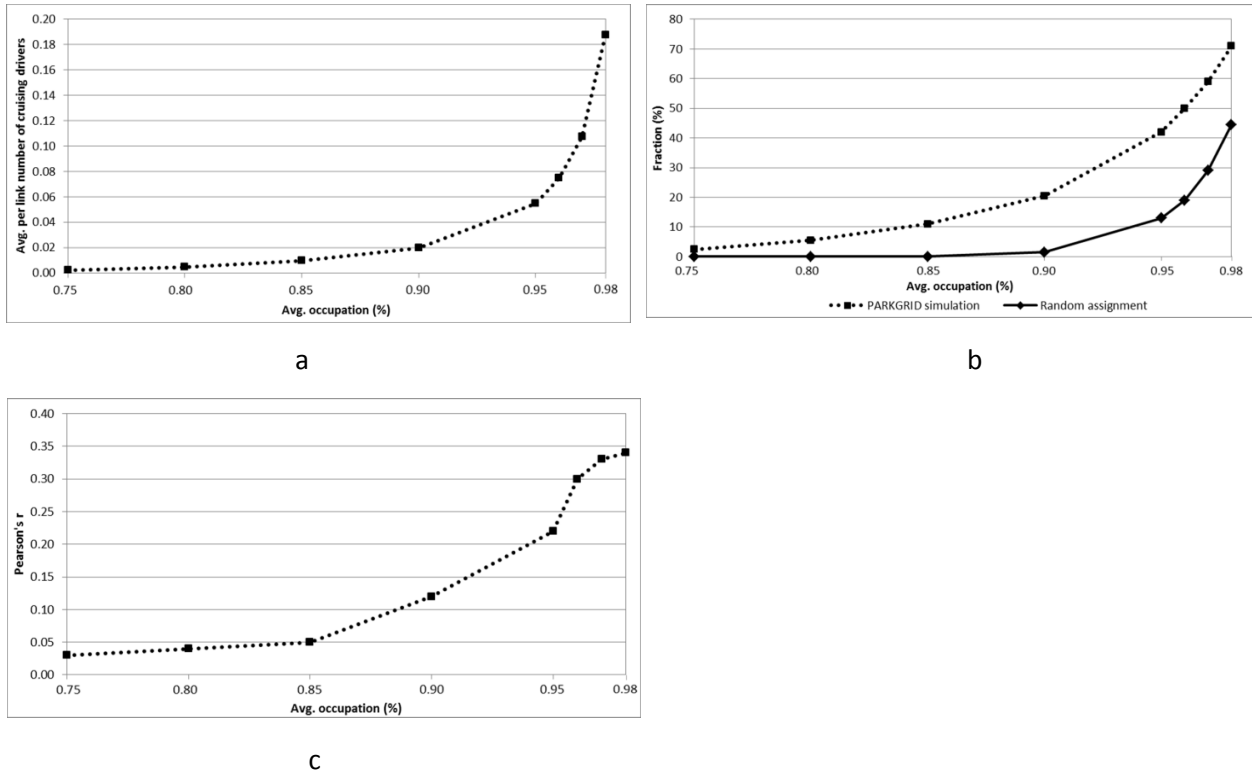 0.20
0.18
0.16
0.14
0.12
0.10
0.08
0.06
0.04
0.02
0.00
Avg. per link number of cruising drivers
0.75 0.80 0.85 0.90 0.95 0.98
Avg. occupation (%)
a
80
70
60
50
40
30
20
10
0
Fraction (%)
0.75 0.80 0.85 0.90 0.95 0.98
Avg. occupation (%)
PARKGRID simulation Random assignment
b
0.40
0.35
0.30
0.25
0.20
0.15
0.10
0.05
0.00
Pearson's r
0.75 0.80 0.85 0.90 0.95 0.98
Avg. occupation (%)
c